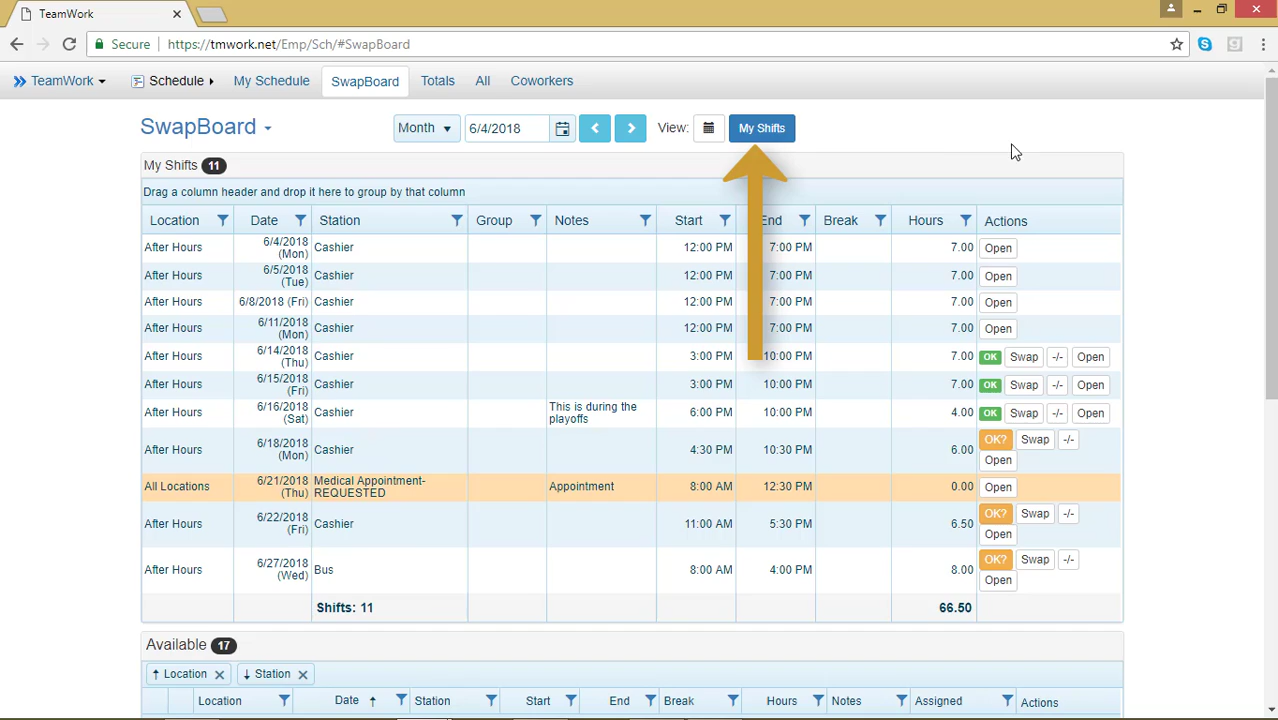 TeamWork
Secure https://tmwork.net/Emp/Sch/#SwapBoard
TeamWork Schedule My Schedule SwapBoard Totals All Coworkers
SwapBoard Month 6/4/2018 View: My Shifts
My Shifts 11
Drag a column header and drop it here to group by that column
Location Date Station Group Notes Start End Break Hours Actions
After Hours 6/4/2018 (Mon) Cashier 12:00 PM 7:00 PM 7.00 Open
After Hours 6/5/2018 (Tue) Cashier 12:00 PM 7:00 PM 7.00 Open
After Hours 6/8/2018 (Fri) Cashier 12:00 PM 7:00 PM 7.00 Open
After Hours 6/11/2018 (Mon) Cashier 12:00 PM 7:00 PM 7.00 Open
After Hours 6/14/2018 (Thu) Cashier 3:00 PM 10:00 PM 7.00 OK Swap -/- Open
After Hours 6/15/2018 (Fri) Cashier 3:00 PM 10:00 PM 7.00 OK Swap -/- Open
After Hours 6/16/2018 (Sat) Cashier This is during the playoffs 6:00 PM 10:00 PM 4.00 OK Swap -/- Open
After Hours 6/18/2018 (Mon) Cashier 4:30 PM 10:30 PM 6.00 OK? Swap -/- Open
All Locations 6/21/2018 (Thu) Medical Appointment-REQUESTED Appointment 8:00 AM 12:30 PM 0.00 Open
After Hours 6/22/2018 (Fri) Cashier 11:00 AM 5:30 PM 6.50 OK? Swap -/- Open
After Hours 6/27/2018 (Wed) Bus 8:00 AM 4:00 PM 8.00 OK? Swap -/- Open
Shifts: 11 66.50
Available 17
Location Station
Location Date Station Start End Break Hours Notes Assigned Actions